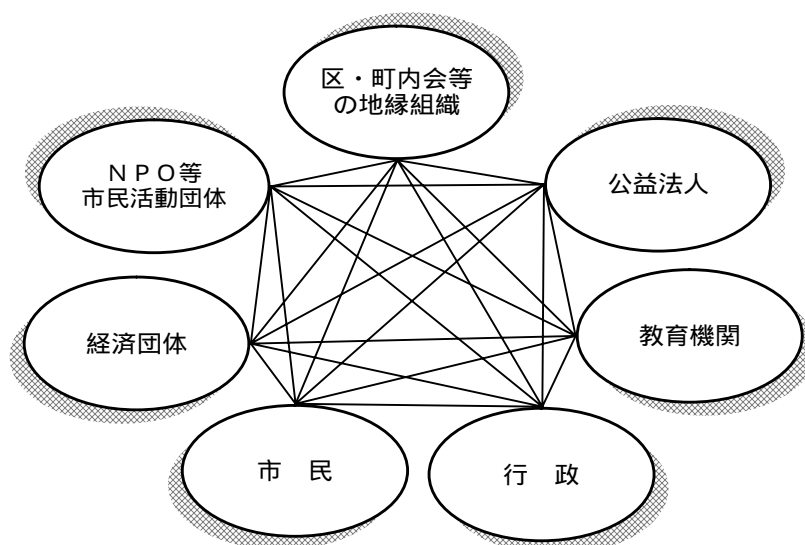 区・町内会等
の地縁組織
ＮＰＯ等
市民活動団体
公益法人
経済団体
教育機関
市　民
行　政